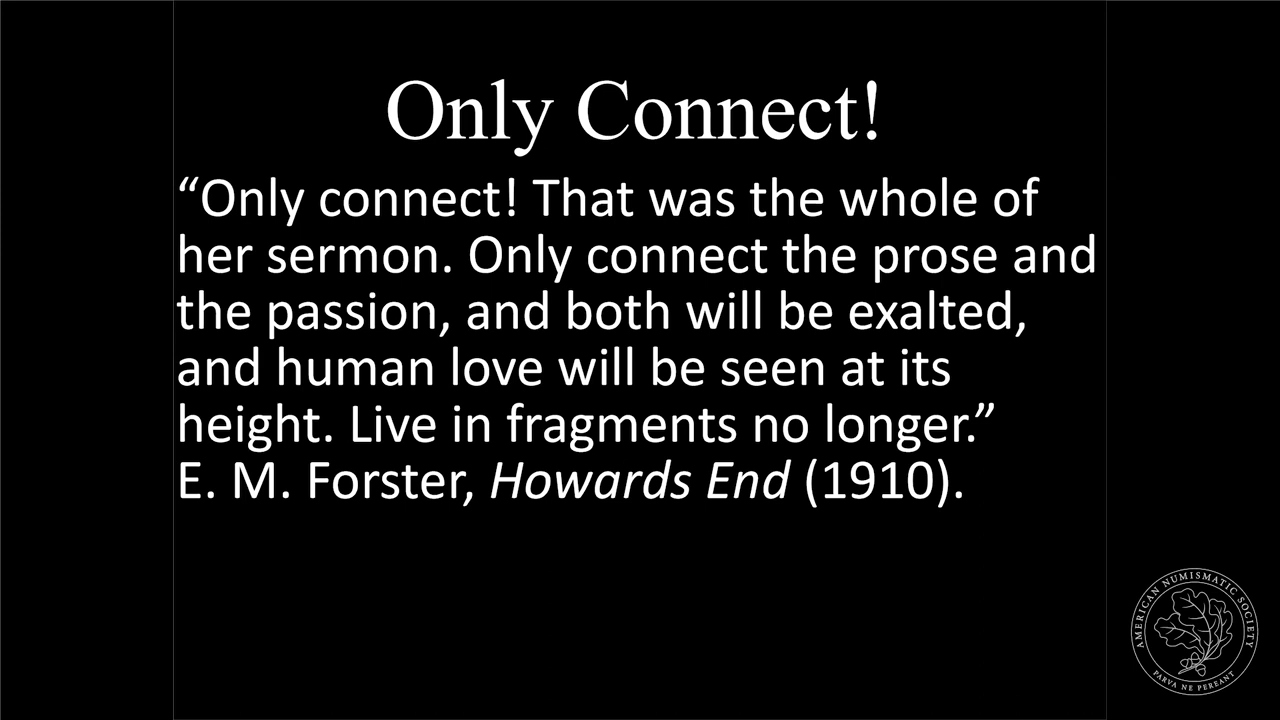 Only Connect!
“Only connect! That was the whole of
her sermon. Only connect the prose and
the passion, and both will be exalted,
and human love will be seen at its
height. Live in fragments no longer.”
E. M. Forster, Howards End (1910).
AMERICAN NUMISMATIC SOCIETY
PARVA NE PEREANT